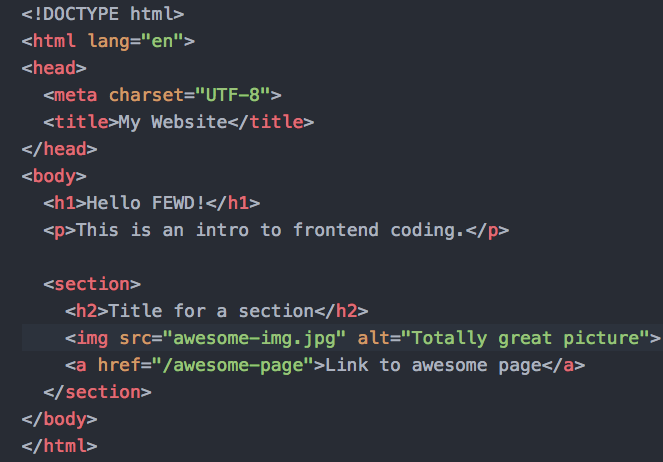 <!DOCTYPE html>
<html lang="en">
<head>
  <meta charset="UTF-8">
  <title>My Website</title>
</head>
<body>
  <h1>Hello FEWD!</h1>
  <p>This is an intro to frontend coding.</p>

  <section>
    <h2>Title for a section</h2>
    <img src="awesome-img.jpg" alt="Totally great picture">
    <a href="/awesome-page">Link to awesome page</a>
  </section>
</body>
</html>